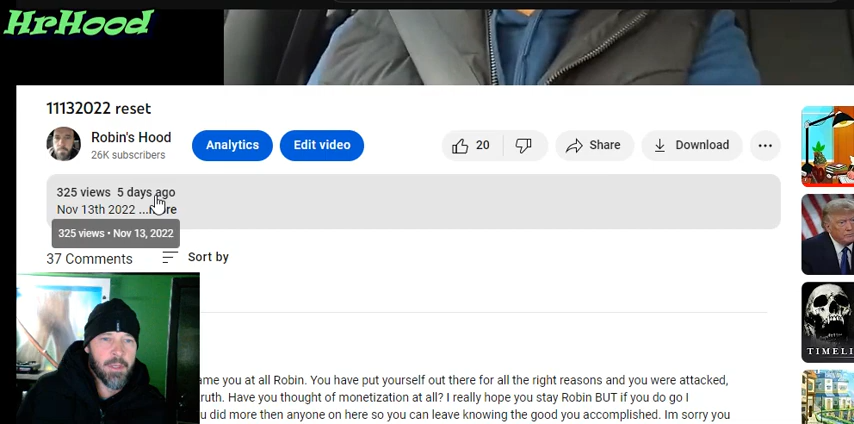 HrHood
11132022 reset
Robin's Hood
26K subscribers
Analytics
Edit video
20
Share
Download
325 views 5 days ago
Nov 13th 2022 ...more
325 views • Nov 13, 2022
37 Comments
Sort by
TIMELI
ame you at all Robin. You have put yourself out there for all the right reasons and you were attacked,
ruth. Have you thought of monetization at all? I really hope you stay Robin BUT if you do go I
u did more then anyone on here so you can leave knowing the good you accomplished. Im sorry you